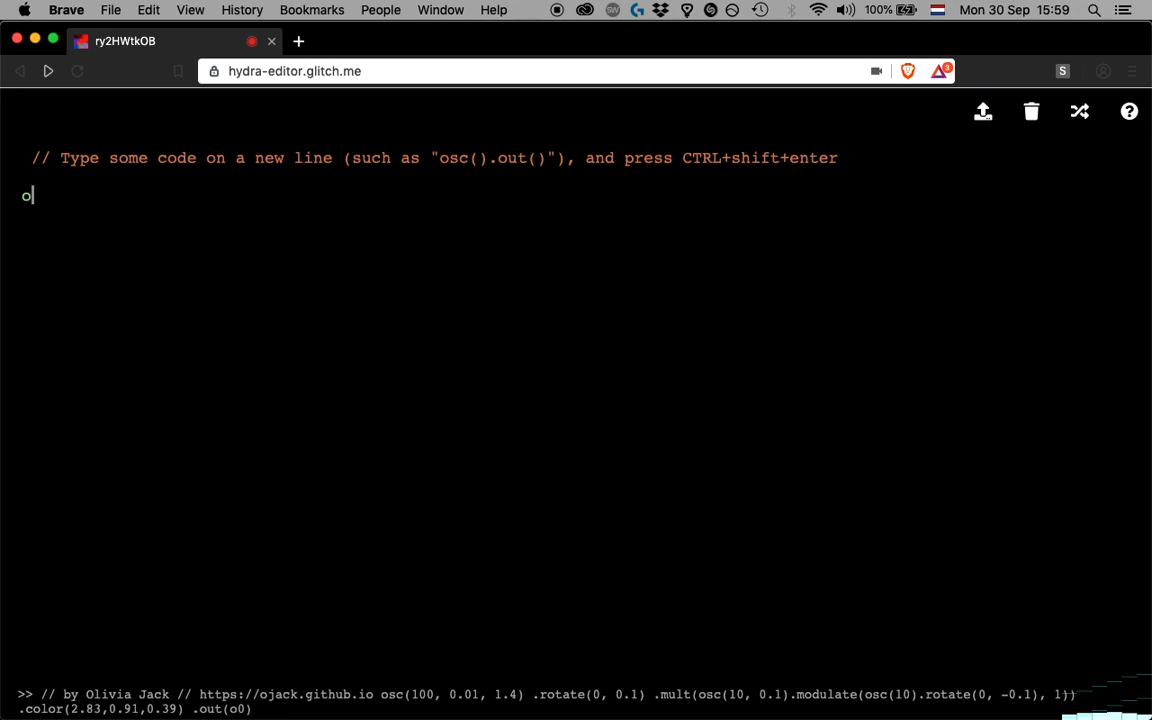 Brave File Edit View History Bookmarks People Window Help 100% Mon 30 Sep 15:59
ry2HWtkOB
hydra-editor.glitch.me 3 S
// Type some code on a new line (such as "osc().out()"), and press CTRL+shift+enter
o
>> // by Olivia Jack // https://ojack.github.io osc(100, 0.01, 1.4) .rotate(0, 0.1) .mult(osc(10, 0.1).modulate(osc(10).rotate(0, -0.1), 1))
.color(2.83,0.91,0.39) .out(o0)